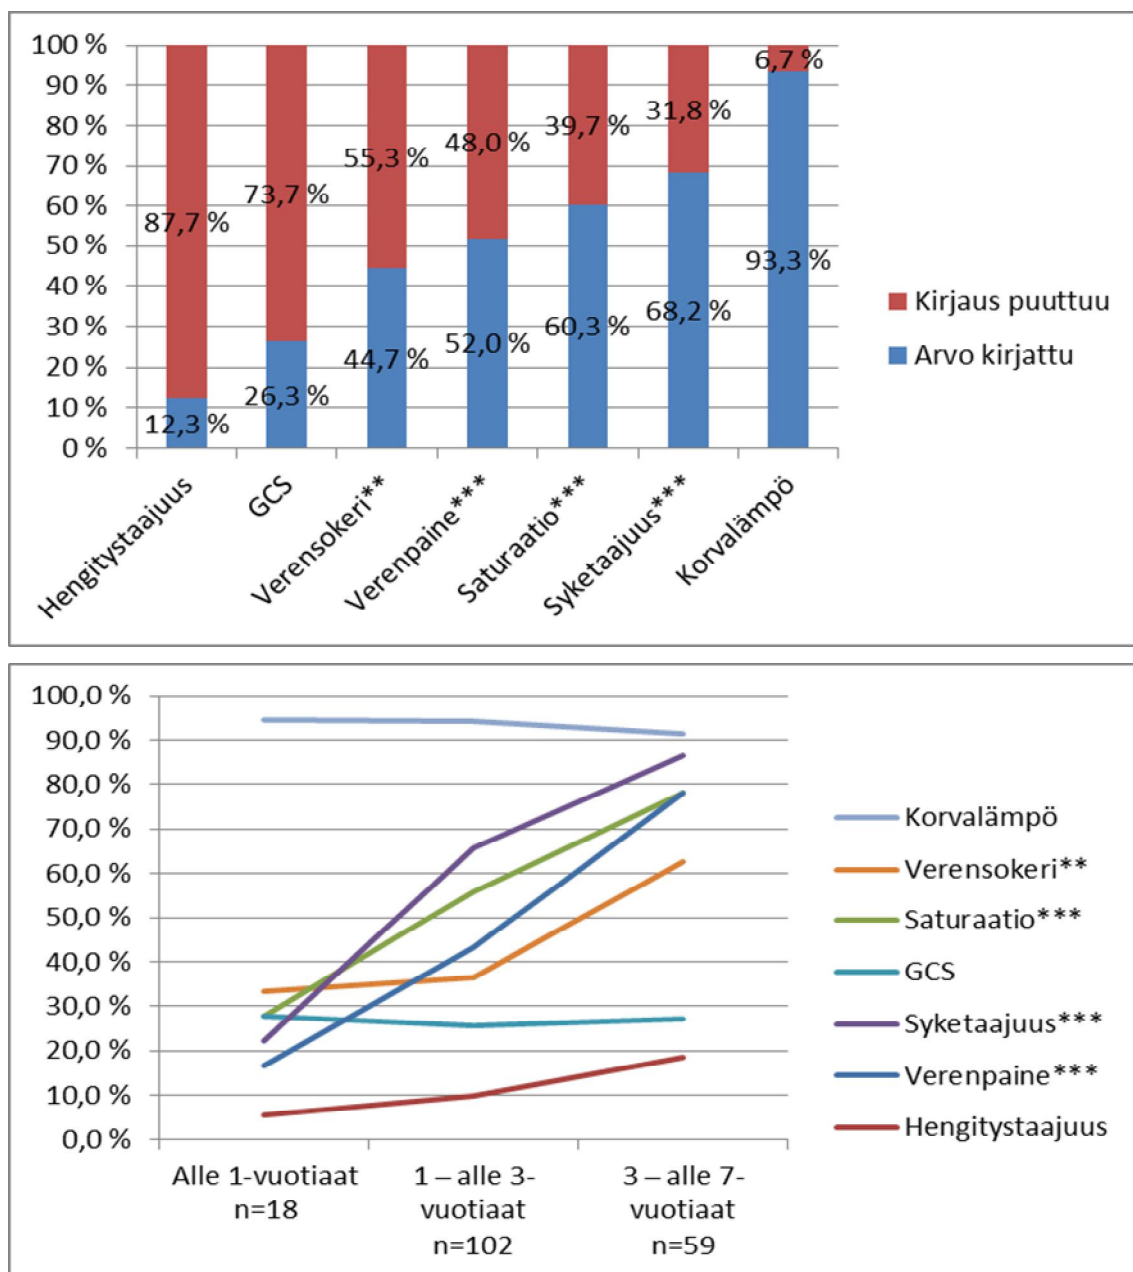 100 %
90 %
80 %
70 %
60 %
50 %
40 %
30 %
20 %
10 %
0 %
87,7 %
12,3 %
73,7 %
26,3 %
55,3 %
44,7 %
48,0 %
52,0 %
39,7 %
60,3 %
31,8 %
68,2 %
6,7 %
93,3 %
Hengitystaajuus
GCS
Verensokeri**
Verenpaine***
Saturaatio***
Syketaajuus***
Korvalämpö
Kirjaus puuttuu
Arvo kirjattu
100,0 %
90,0 %
80,0 %
70,0 %
60,0 %
50,0 %
40,0 %
30,0 %
20,0 %
10,0 %
0,0 %
Alle 1-vuotiaat
n=18
1 – alle 3-
vuotiaat
n=102
3 – alle 7-
vuotiaat
n=59
Korvalämpö
Verensokeri**
Saturaatio***
GCS
Syketaajuus***
Verenpaine***
Hengitystaajuus